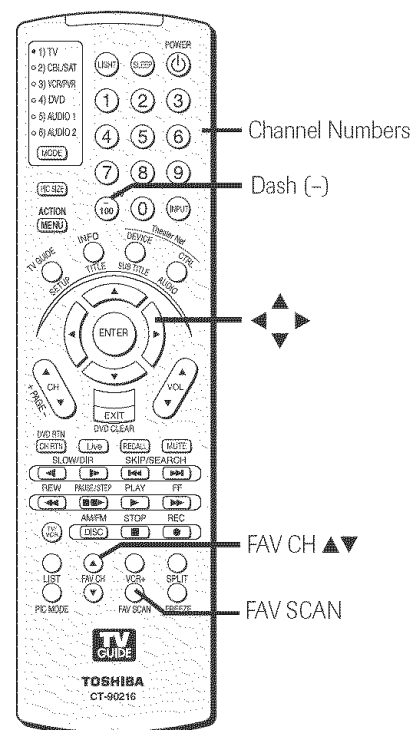 POWER
1) TV
2) CBL/SAT
3) VCR/PVR
4) DVD
5) AUDIO 1
6) AUDIO 2
MODE
LIGHT SLEEP
1 2 3
4 5 6
7 8 9
Channel Numbers
Dash (–)
PIC SIZE
– 100 0 INPUT
ACTION
MENU
TV GUIDE INFO DEVICE Theater Net CTRL
SETUP TITLE SUB TITLE AUDIO
ENTER
◀ ▲ ▼ ▶
+ PAGE - CH VOL
EXIT
DVD CLEAR
DVD RTN
CH RTN Live RECALL MUTE
SLOW/DIR SKIP/SEARCH
REW PAUSE/STEP PLAY FF
AM/FM STOP REC
TV/VCR DISC
FAV CH ▲▼
LIST FAV CH VCR+ SPLIT
FAV SCAN
PIC MODE FAV SCAN FREEZE
TV
GUIDE
TOSHIBA
CT-90216